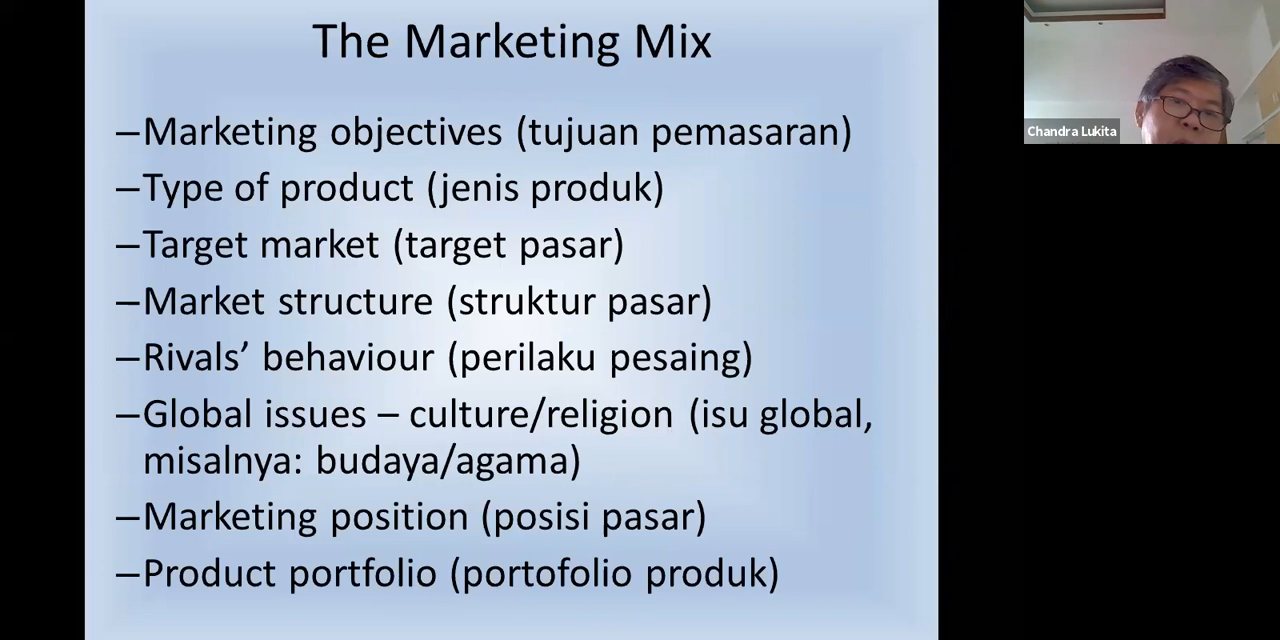 The Marketing Mix
–Marketing objectives (tujuan pemasaran)
–Type of product (jenis produk)
–Target market (target pasar)
–Market structure (struktur pasar)
–Rivals’ behaviour (perilaku pesaing)
–Global issues – culture/religion (isu global,
misalnya: budaya/agama)
–Marketing position (posisi pasar)
–Product portfolio (portofolio produk)
Chandra Lukita